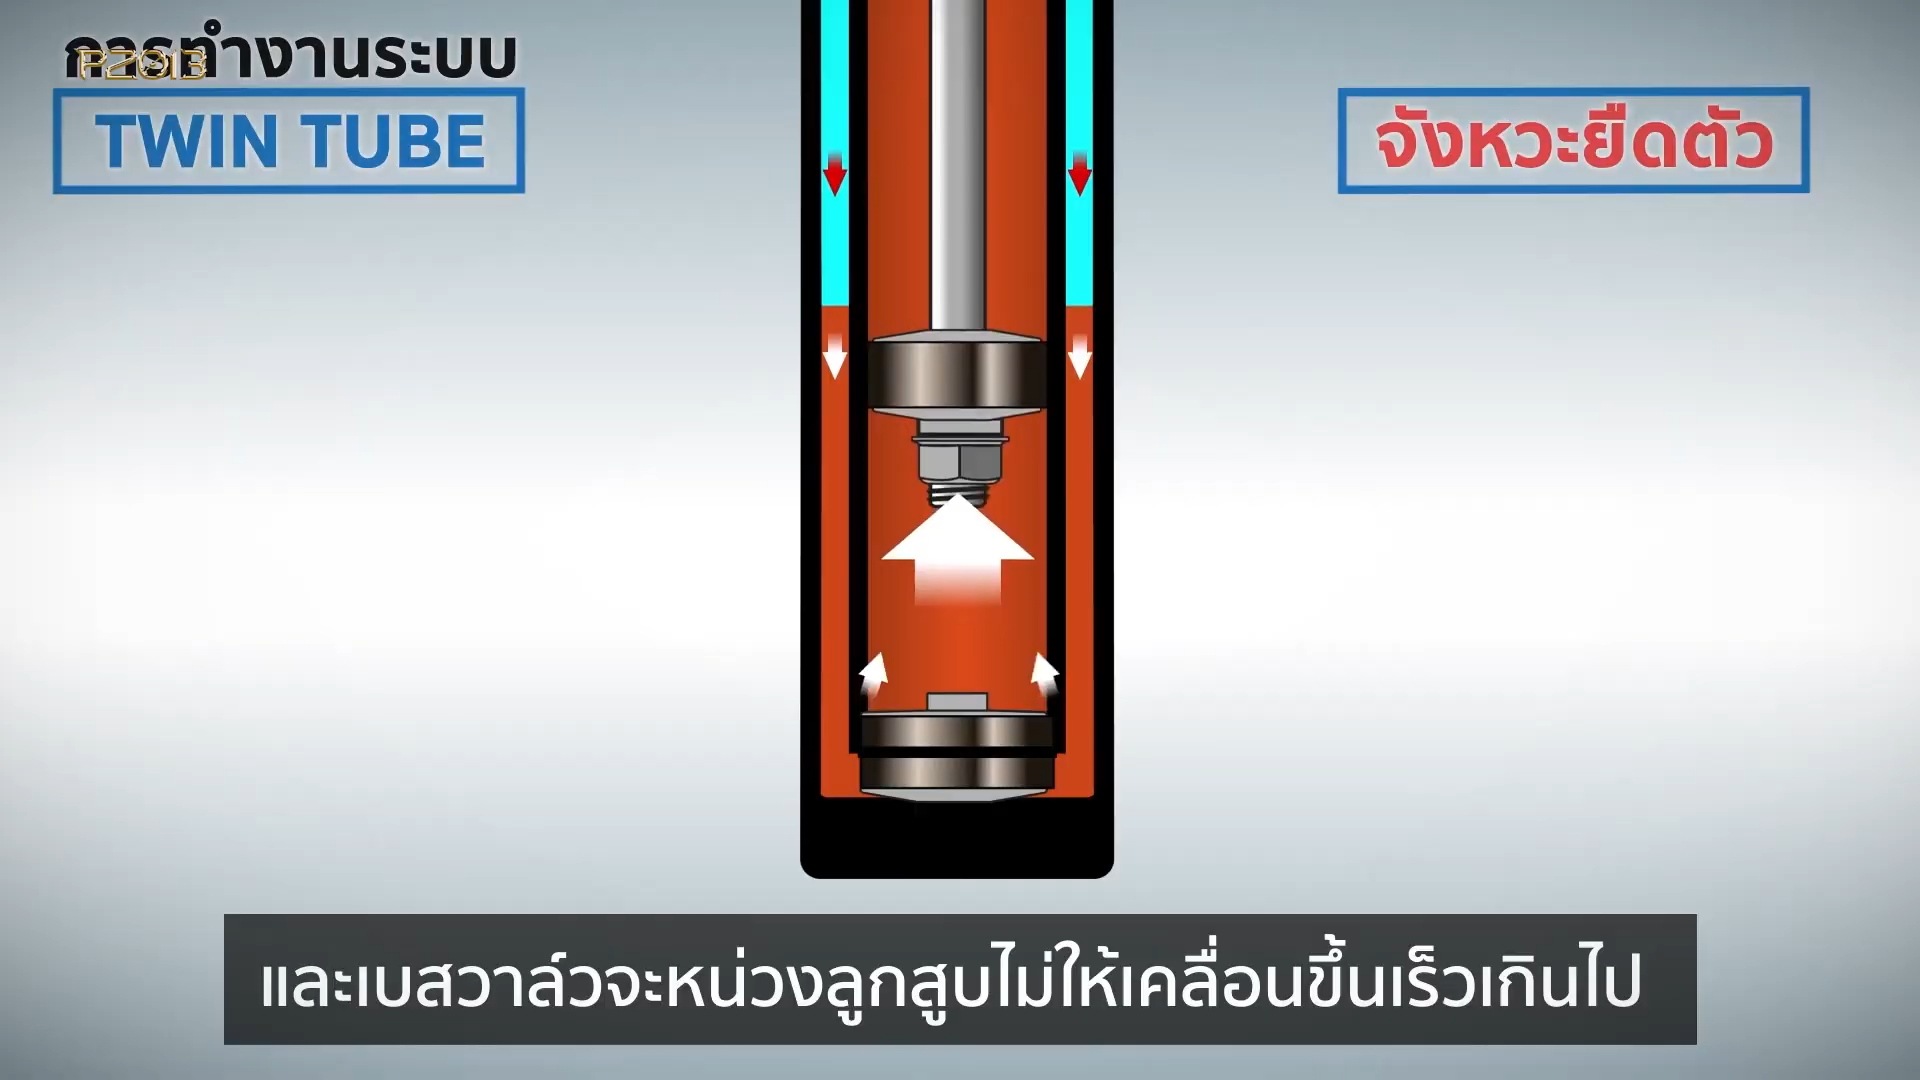 การทำงานระบบ
P2013
TWIN TUBE
จังหวะยืดตัว
และเบสวาล์วจะหน่วงลูกสูบไม่ให้เคลื่อนขึ้นเร็วเกินไป